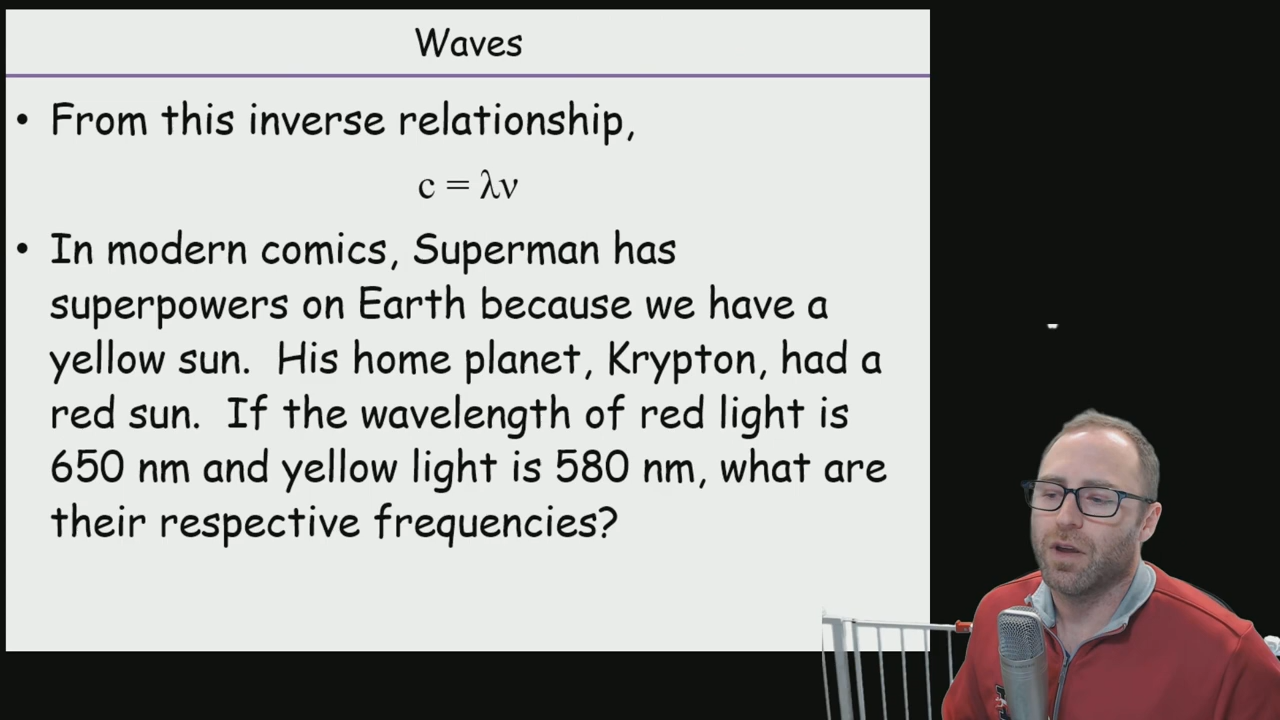 Waves
• From this inverse relationship,
c = λν
• In modern comics, Superman has
superpowers on Earth because we have a
yellow sun. His home planet, Krypton, had a
red sun. If the wavelength of red light is
650 nm and yellow light is 580 nm, what are
their respective frequencies?